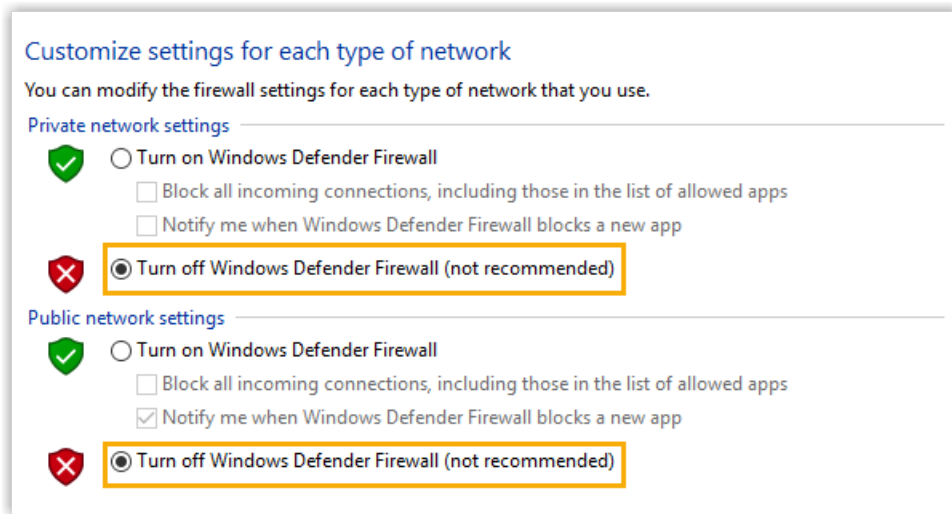 Customize settings for each type of network
You can modify the firewall settings for each type of network that you use.
Private network settings
Turn on Windows Defender Firewall
Block all incoming connections, including those in the list of allowed apps
Notify me when Windows Defender Firewall blocks a new app
Turn off Windows Defender Firewall (not recommended)
Public network settings
Turn on Windows Defender Firewall
Block all incoming connections, including those in the list of allowed apps
Notify me when Windows Defender Firewall blocks a new app
Turn off Windows Defender Firewall (not recommended)